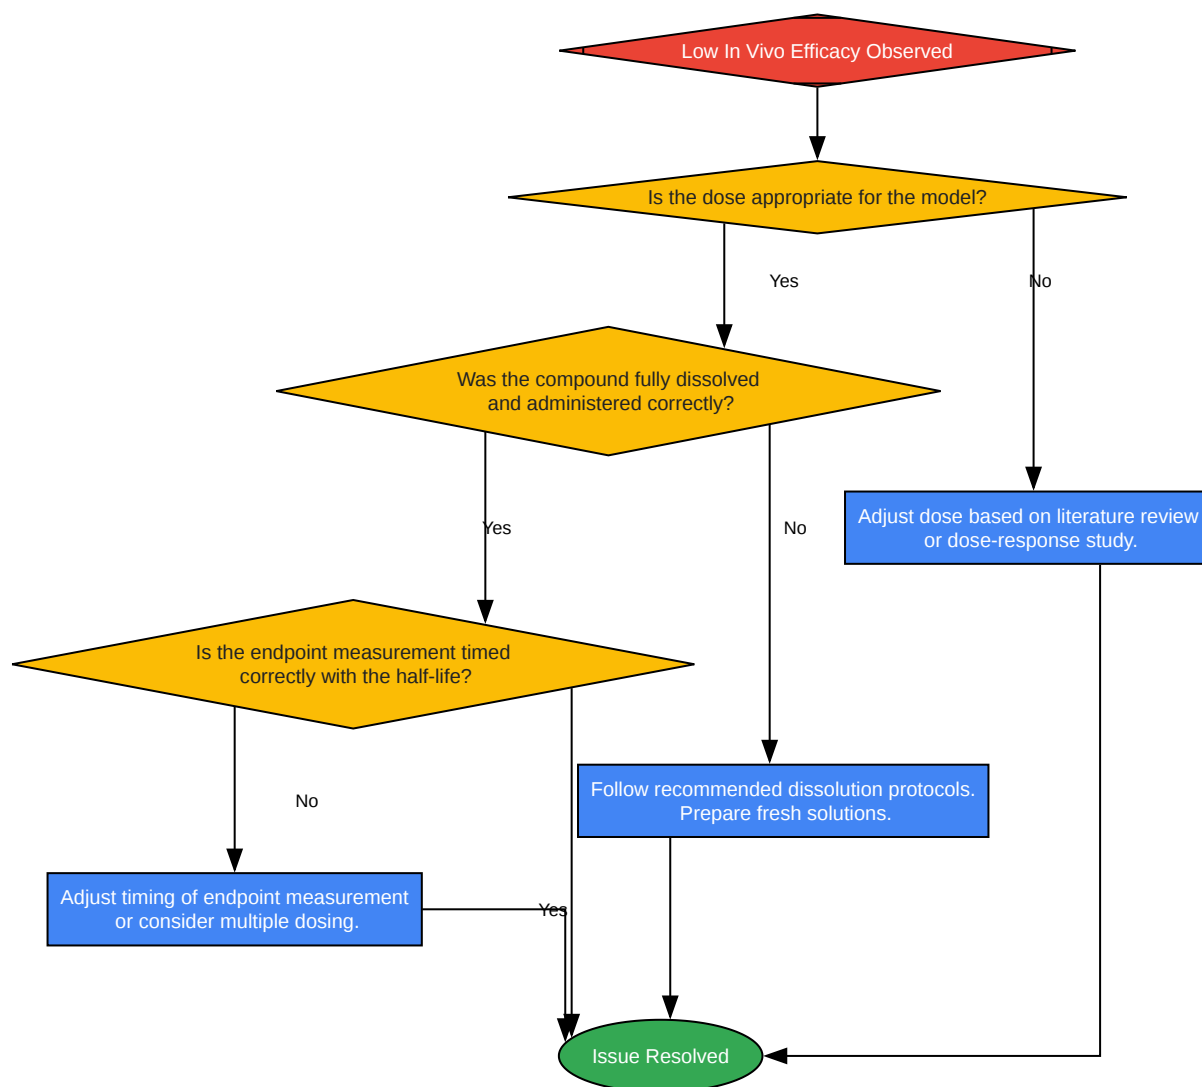 Low In Vivo Efficacy Observed
Is the dose appropriate for the model?
Yes
No
Was the compound fully dissolved
and administered correctly?
Yes
No
Adjust dose based on literature review
or dose-response study.
Is the endpoint measurement timed
correctly with the half-life?
No
Follow recommended dissolution protocols.
Prepare fresh solutions.
Adjust timing of endpoint measurement
or consider multiple dosing.
Yes
Issue Resolved